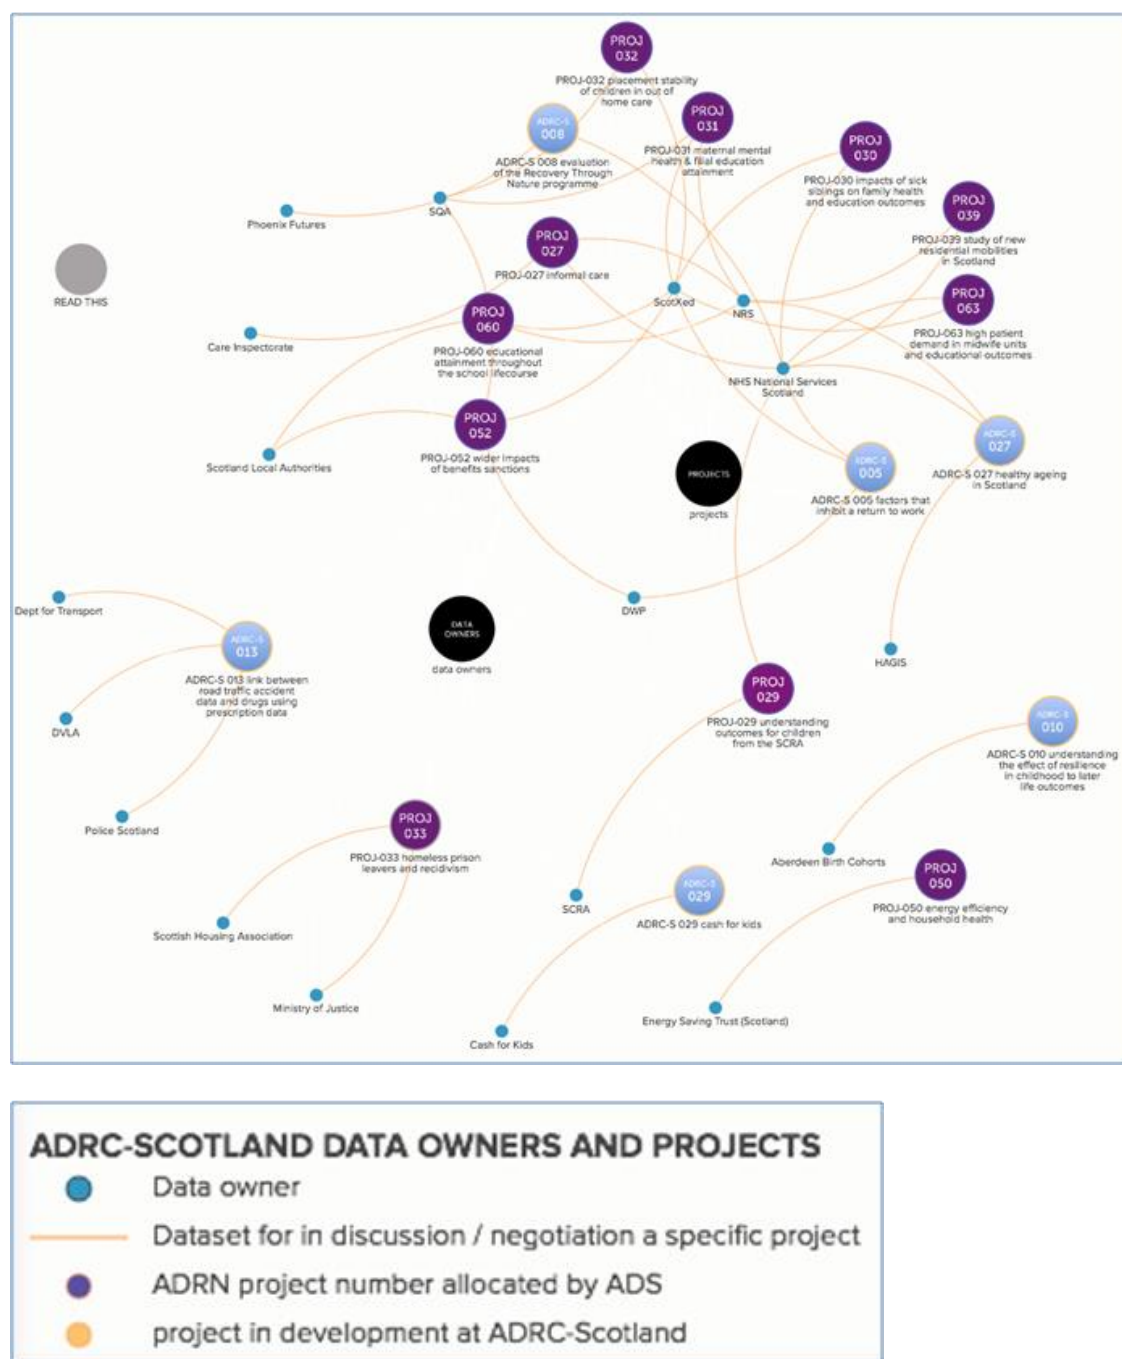 PROJ
032
PROJ-032 placement stability
of children in out of
home care
ADRC-S
008
ADRC-S 008 evaluation
of the Recovery Through
Nature programme
PROJ
031
PROJ-031 maternal mental
health & filial education
attainment
PROJ
030
PROJ-030 impacts of sick
siblings on family health
and education outcomes
PROJ
039
PROJ-039 study of new
residential mobilities
in Scotland
Phoenix Futures
SQA
PROJ
027
PROJ-027 informal care
READ THIS
ScotXed
NRS
PROJ
063
PROJ-063 high patient
demand in midwife units
and educational outcomes
Care Inspectorate
PROJ
060
PROJ-060 educational
attainment throughout
the school lifecourse
NHS National Services
Scotland
Scotland Local Authorities
PROJ
052
PROJ-052 wider impacts
of benefits sanctions
PROJECTS
projects
ADRC-S
005
ADRC-S 005 factors that
inhibit a return to work
ADRC-S
027
ADRC-S 027 healthy ageing
in Scotland
Dept for Transport
ADRC-S
013
ADRC-S 013 link between
road traffic accident
data and drugs using
prescription data
DATA
OWNERS
data owners
DWP
HAGIS
DVLA
PROJ
029
PROJ-029 understanding
outcomes for children
from the SCRA
ADRC-S
010
ADRC-S 010 understanding
the effect of resilience
in childhood to later
life outcomes
Police Scotland
PROJ
033
PROJ-033 homeless prison
leavers and recidivism
Aberdeen Birth Cohorts
Scottish Housing Association
SCRA
ADRC-S
029
ADRC-S 029 cash for kids
PROJ
050
PROJ-050 energy efficiency
and household health
Ministry of Justice
Cash for Kids
Energy Saving Trust (Scotland)
ADRC-SCOTLAND DATA OWNERS AND PROJECTS
Data owner
Dataset for in discussion / negotiation a specific project
ADRN project number allocated by ADS
project in development at ADRC-Scotland